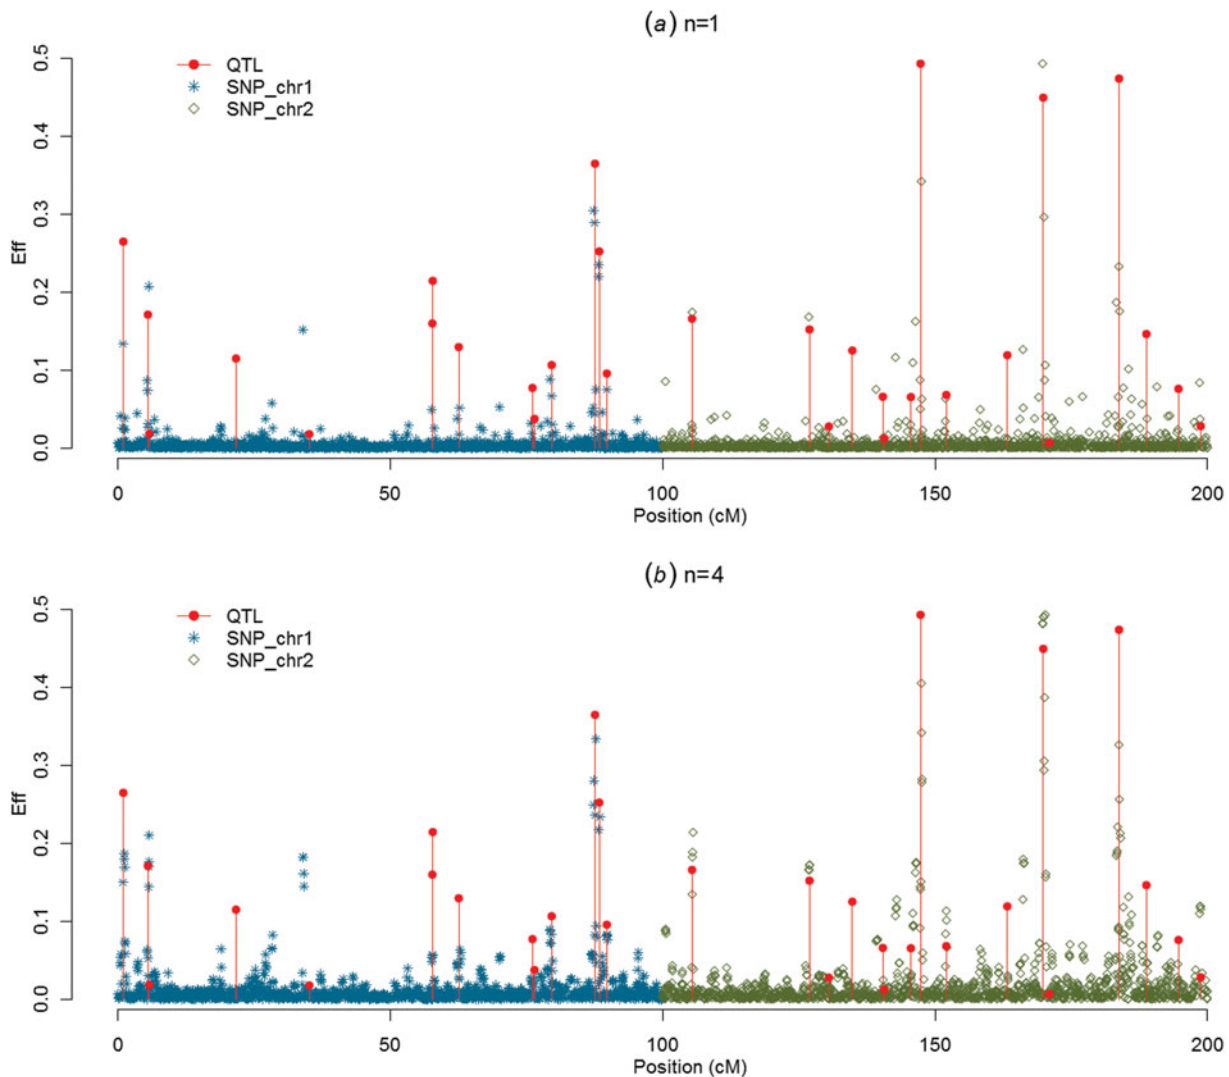 (a) n=1
0.5
0.4
0.3
0.2
0.1
0.0
Eff
QTL
SNP_chr1
SNP_chr2
0 50 100 150 200
Position (cM)
(b) n=4
0.5
0.4
0.3
0.2
0.1
0.0
Eff
QTL
SNP_chr1
SNP_chr2
0 50 100 150 200
Position (cM)